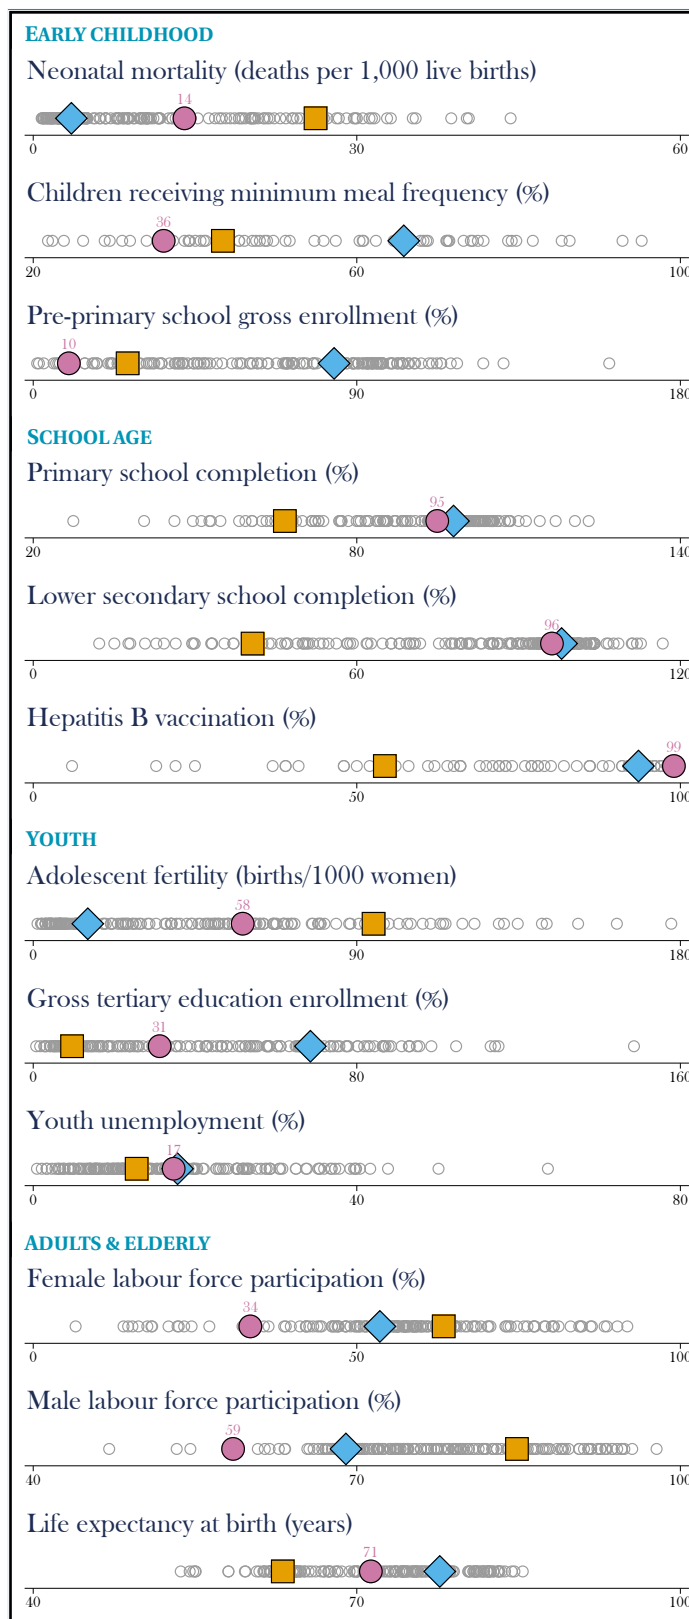 EARLY CHILDHOOD
Neonatal mortality (deaths per 1,000 live births)
14
0 30 60
Children receiving minimum meal frequency (%)
36
20 60 100
Pre-primary school gross enrollment (%)
10
0 90 180
SCHOOL AGE
Primary school completion (%)
95
20 80 140
Lower secondary school completion (%)
96
0 60 120
Hepatitis B vaccination (%)
99
0 50 100
YOUTH
Adolescent fertility (births/1000 women)
58
0 90 180
Gross tertiary education enrollment (%)
31
0 80 160
Youth unemployment (%)
17
0 40 80
ADULTS & ELDERLY
Female labour force participation (%)
34
0 50 100
Male labour force participation (%)
59
40 70 100
Life expectancy at birth (years)
71
40 70 100